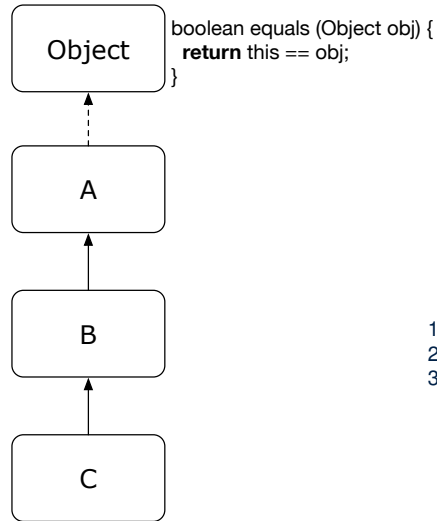 Object
boolean equals (Object obj) {
return this == obj;
}
A
B
1
2
3
C